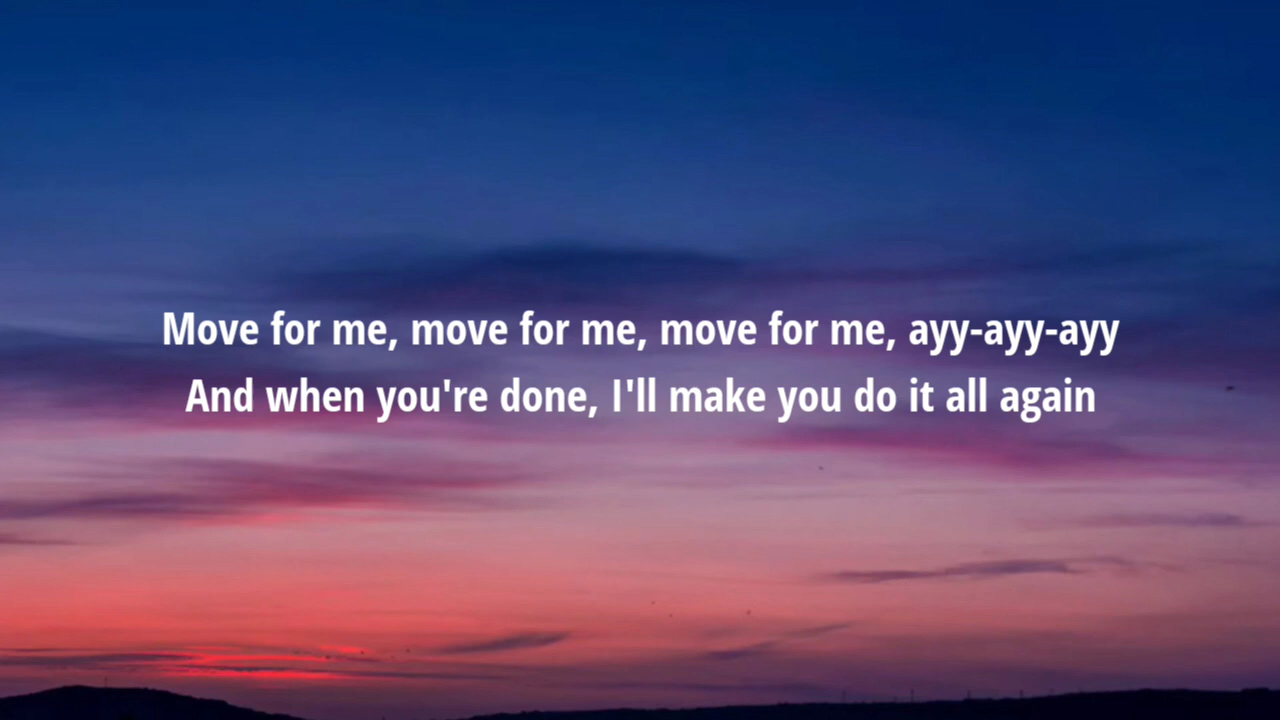 Move for me, move for me, move for me, ayy-ayy-ayy
And when you're done, I'll make you do it all again